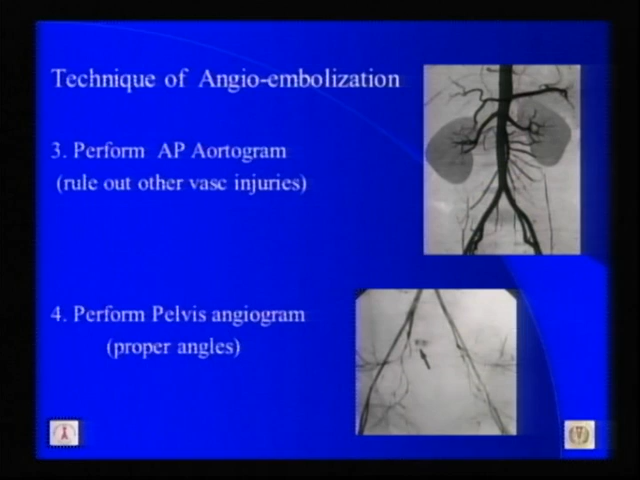 Technique of Angio-embolization
3. Perform AP Aortogram
(rule out other vasc injuries)
4. Perform Pelvis angiogram
(proper angles)